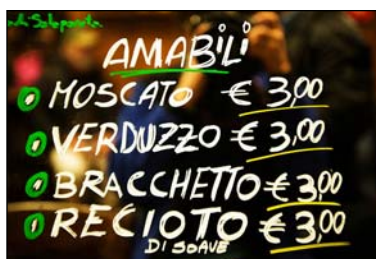 AMABiLi
MOSCATO € 3,00
VERDUZZO € 3,00
BRACCHETTO € 3,00
RECIOTO € 3,00
DI SOAVE